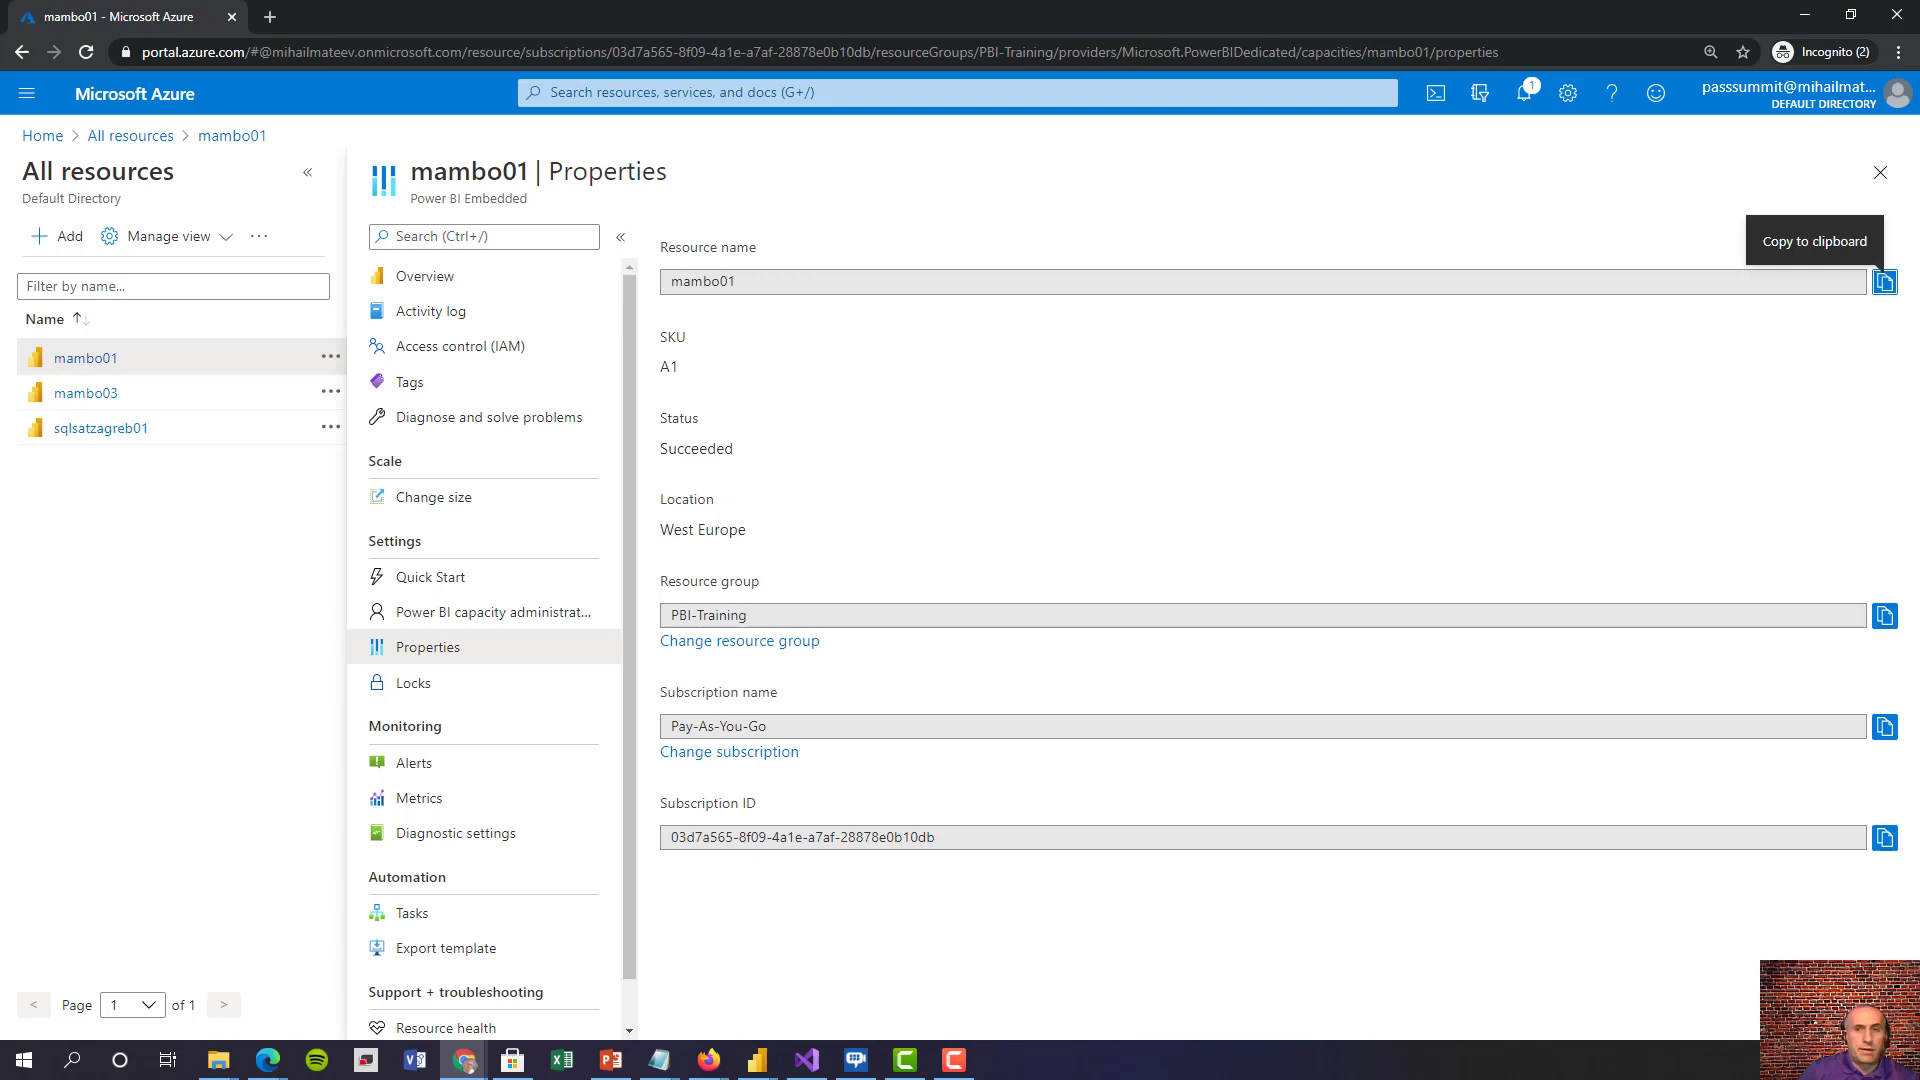 mambo01 - Microsoft Azure
portal.azure.com/#@mihailmateev.onmicrosoft.com/resource/subscriptions/03d7a565-8f09-4a1e-a7af-28878e0b10db/resourceGroups/PBI-Training/providers/Microsoft.PowerBIDedicated/capacities/mambo01/properties
Incognito (2)
Microsoft Azure
Search resources, services, and docs (G+/)
1
passsummit@mihailmat...
DEFAULT DIRECTORY
Home > All resources > mambo01
All resources
Default Directory
Add
Manage view
Filter by name...
Name
mambo01
mambo03
sqlsatzagreb01
Page 1 of 1
mambo01 | Properties
Power BI Embedded
Search (Ctrl+/)
Overview
Activity log
Access control (IAM)
Tags
Diagnose and solve problems
Scale
Change size
Settings
Quick Start
Power BI capacity administrat...
Properties
Locks
Monitoring
Alerts
Metrics
Diagnostic settings
Automation
Tasks
Export template
Support + troubleshooting
Resource health
Copy to clipboard
Resource name
mambo01
SKU
A1
Status
Succeeded
Location
West Europe
Resource group
PBI-Training
Change resource group
Subscription name
Pay-As-You-Go
Change subscription
Subscription ID
03d7a565-8f09-4a1e-a7af-28878e0b10db